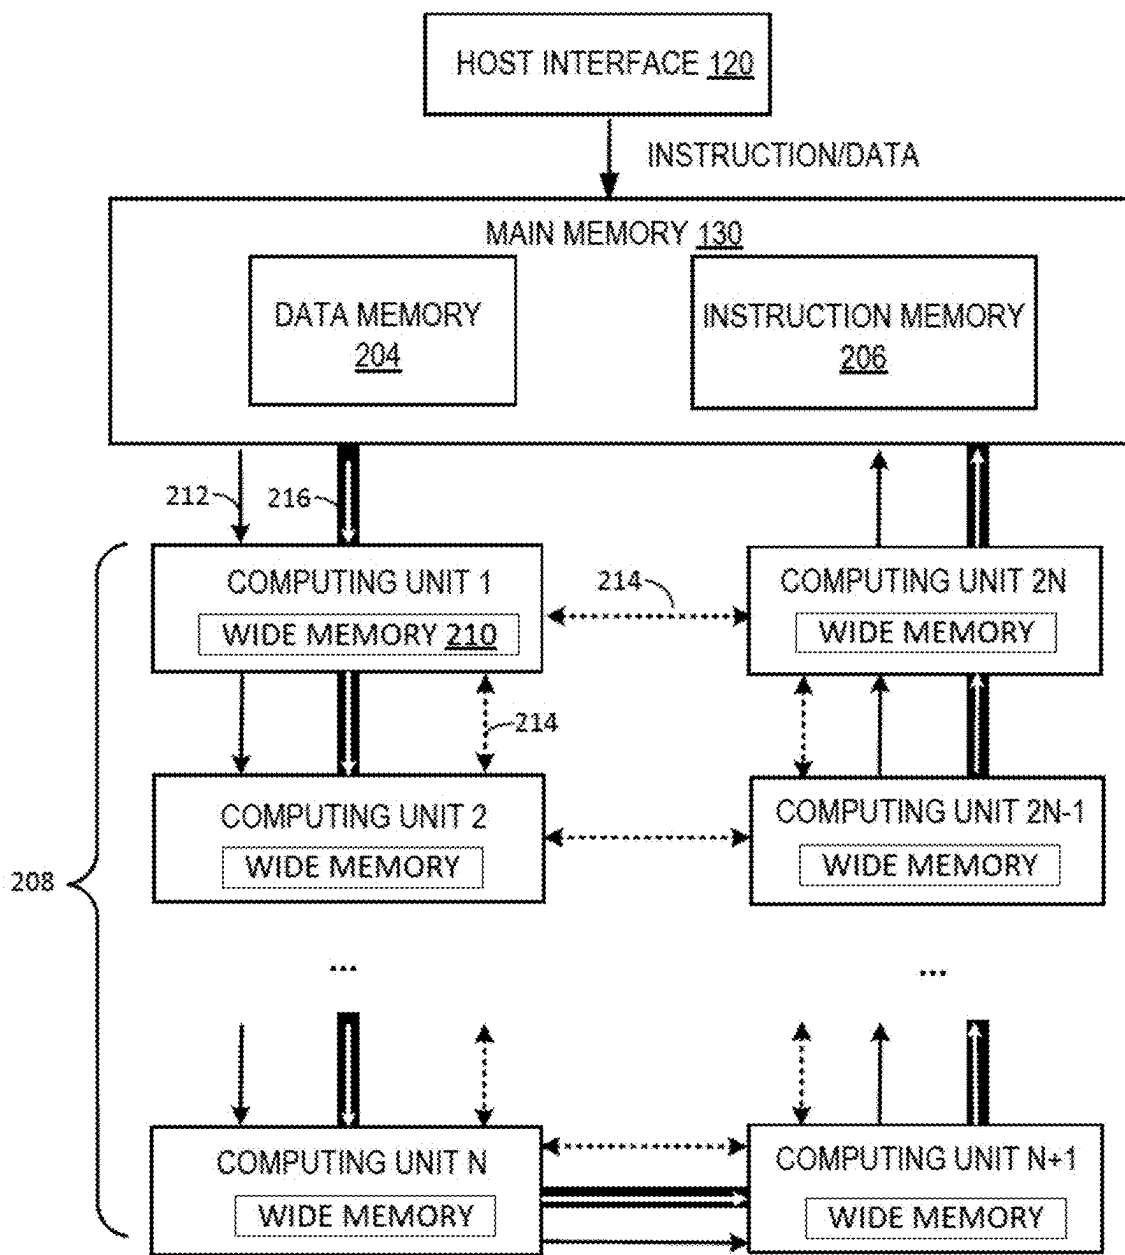 HOST INTERFACE 120
INSTRUCTION/DATA
MAIN MEMORY 130
DATA MEMORY
204
INSTRUCTION MEMORY
206
212
216
COMPUTING UNIT 1
WIDE MEMORY 210
214
COMPUTING UNIT 2N
WIDE MEMORY
214
COMPUTING UNIT 2
WIDE MEMORY
COMPUTING UNIT 2N-1
WIDE MEMORY
208
...
...
COMPUTING UNIT N
WIDE MEMORY
COMPUTING UNIT N+1
WIDE MEMORY